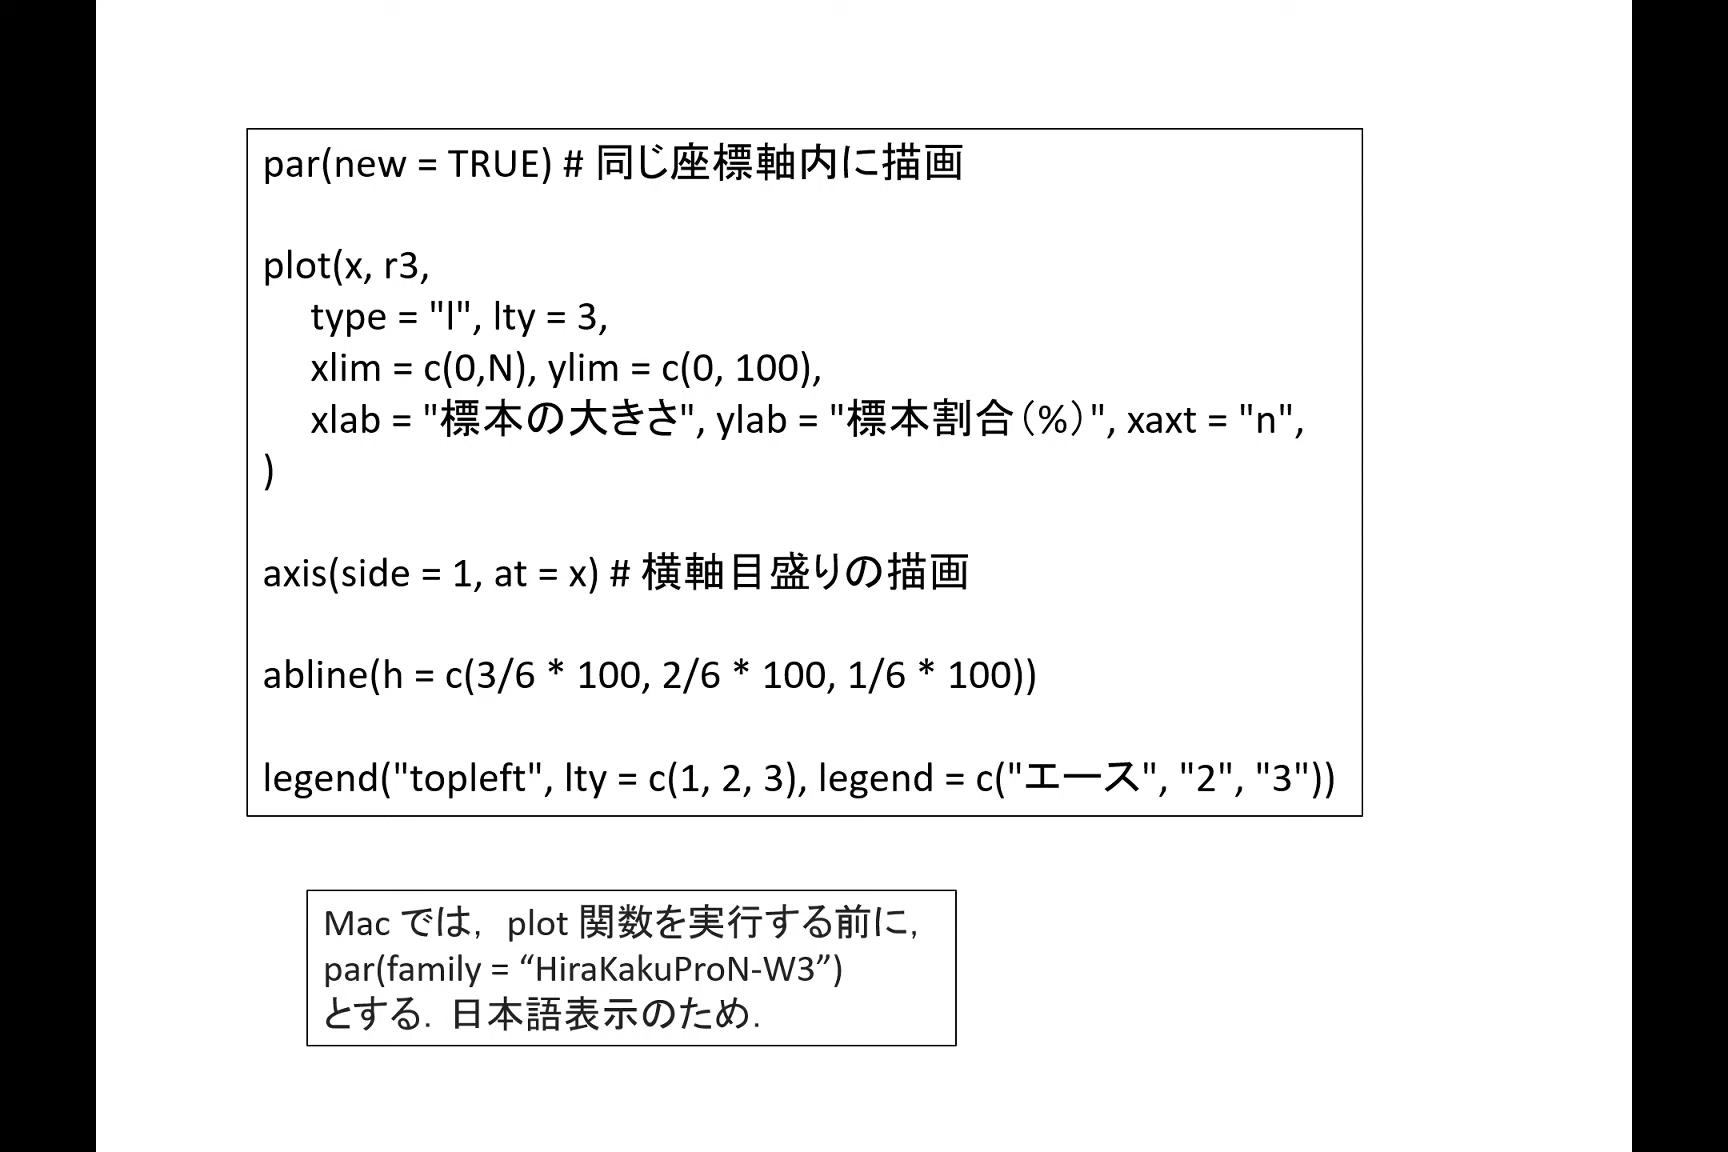 par(new = TRUE) # 同じ座標軸内に描画
plot(x, r3,
type = "l", lty = 3,
xlim = c(0,N), ylim = c(0, 100),
xlab = "標本の大きさ", ylab = "標本割合（%）", xaxt = "n",
)
axis(side = 1, at = x) # 横軸目盛りの描画
abline(h = c(3/6 * 100, 2/6 * 100, 1/6 * 100))
legend("topleft", lty = c(1, 2, 3), legend = c("エース", "2", "3"))
Mac では， plot 関数を実行する前に，
par(family = “HiraKakuProN-W3”)
とする．日本語表示のため．